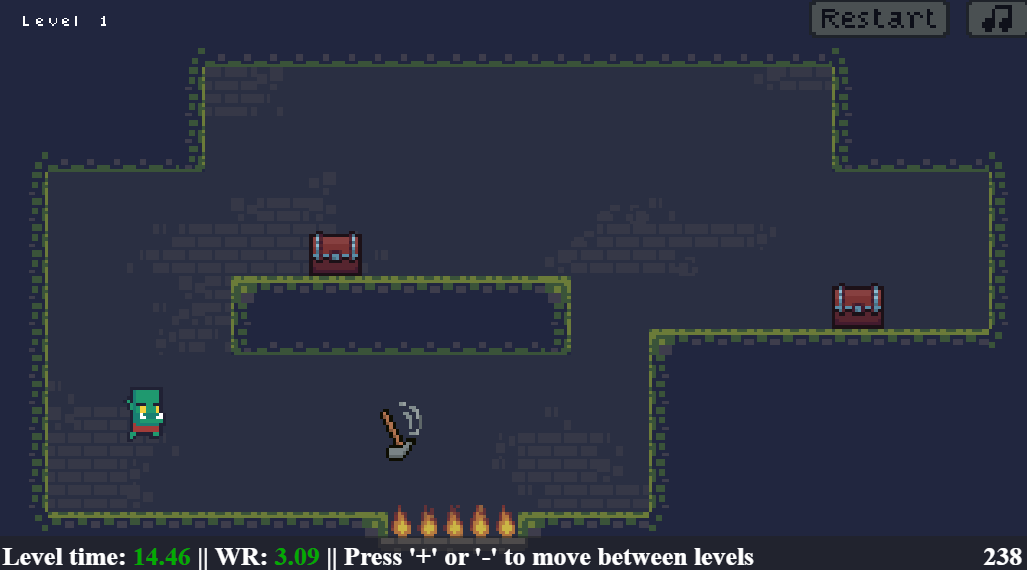 Level 1
Restart
Level time: 14.46 || WR: 3.09 || Press '+' or '-' to move between levels
238